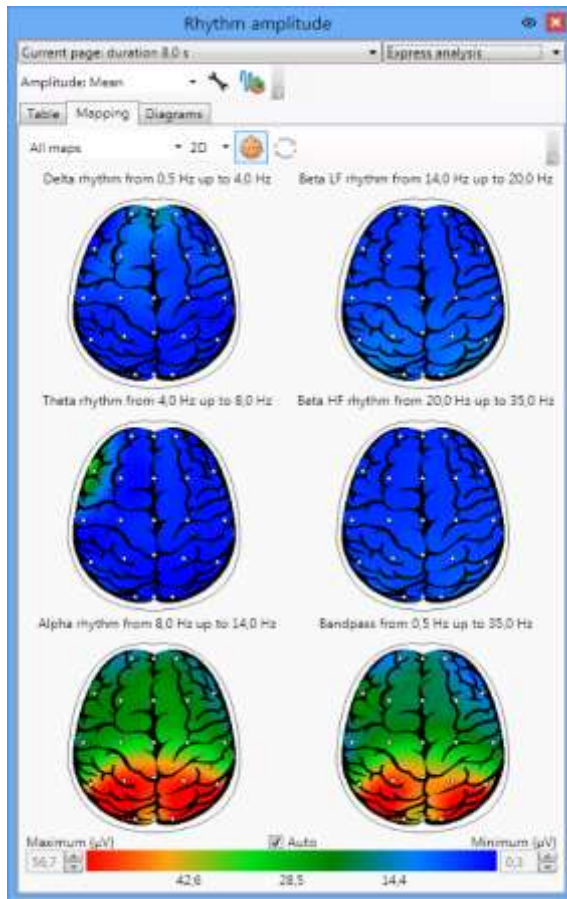 Rhythm amplitude
Current page: duration 8,0 s
Express analysis
Amplitude: Mean
Table Mapping Diagrams
All maps 2D
Delta rhythm from 0,5 Hz up to 4,0 Hz
Beta LF rhythm from 14,0 Hz up to 20,0 Hz
Theta rhythm from 4,0 Hz up to 8,0 Hz
Beta HF rhythm from 20,0 Hz up to 35,0 Hz
Alpha rhythm from 8,0 Hz up to 14,0 Hz
Bandpass from 0,5 Hz up to 35,0 Hz
Maximum (µV) Auto Minimum (µV)
56,7 0,3
42,6 28,5 14,4